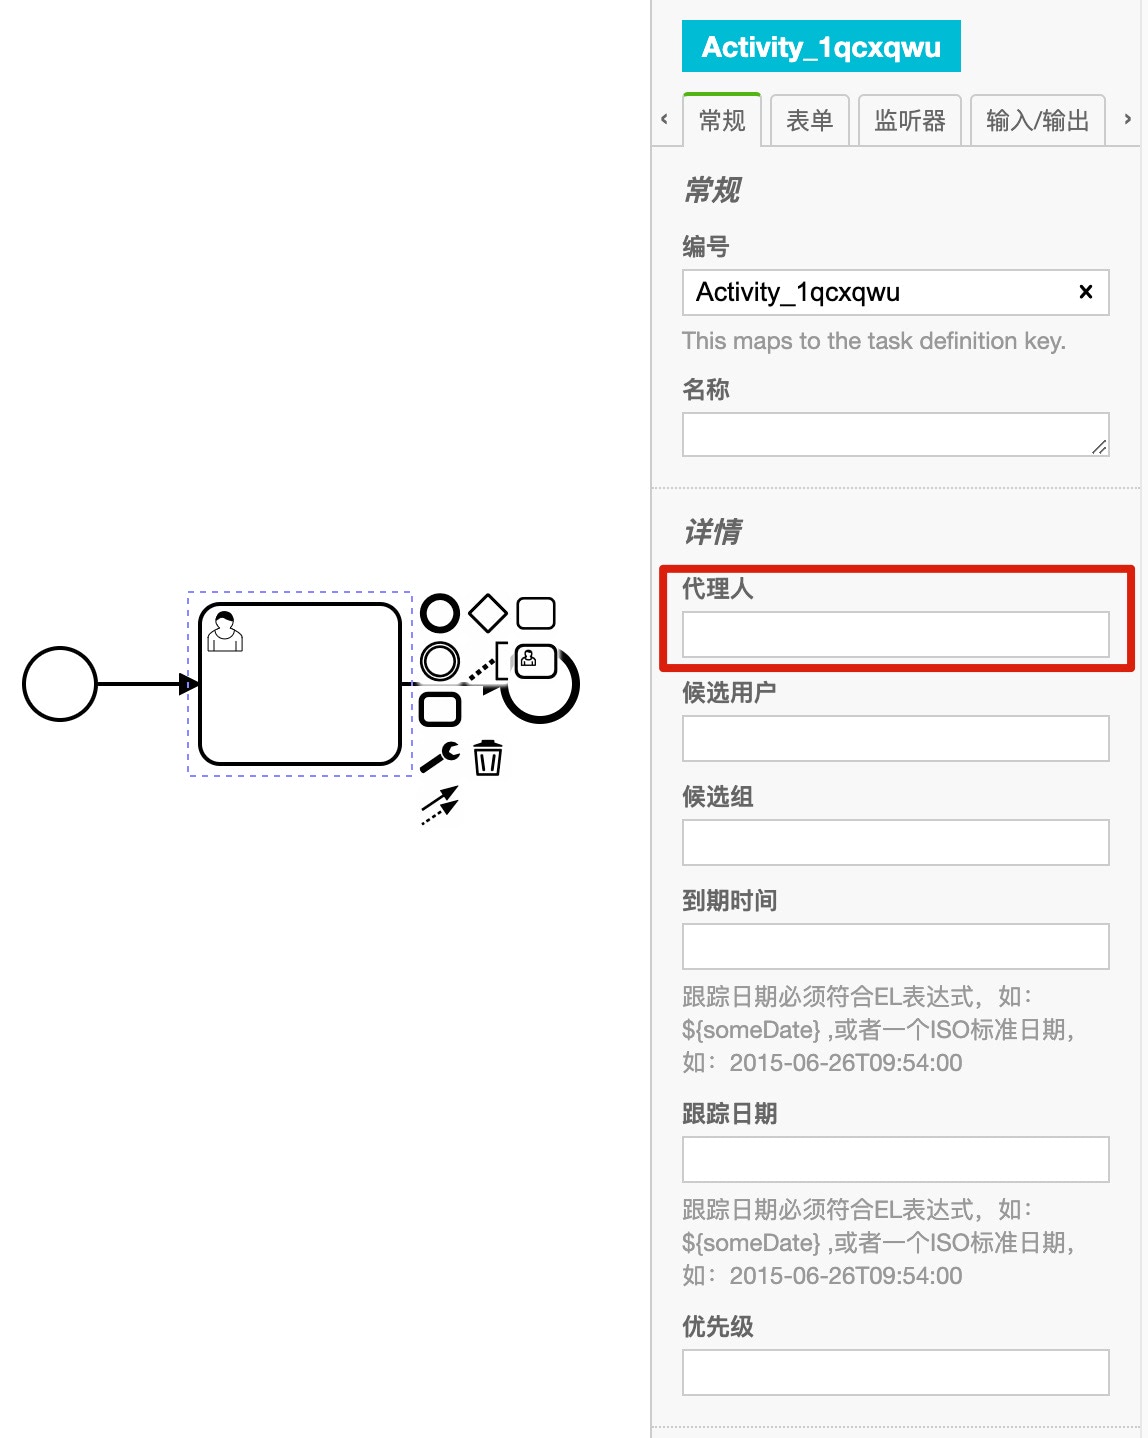 Activity_1qcxqwu
‹ 常规 表单 监听器 输入/输出 ›
常规
编号
Activity_1qcxqwu ×
This maps to the task definition key.
名称
详情
代理人
候选用户
候选组
到期时间
跟踪日期必须符合EL表达式，如：
${someDate} ,或者一个ISO标准日期，
如：2015-06-26T09:54:00
跟踪日期
跟踪日期必须符合EL表达式，如：
${someDate} ,或者一个ISO标准日期，
如：2015-06-26T09:54:00
优先级